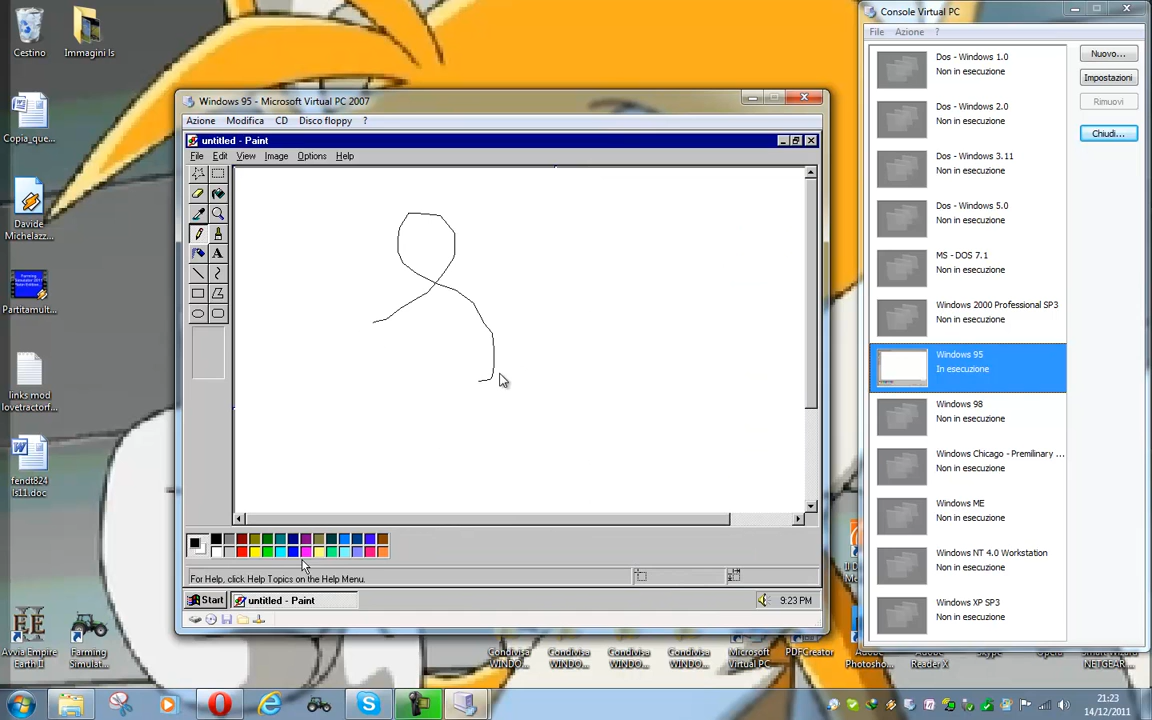 Cestino
Immagini ls
Copia_que...
Davide
Michelazz...
Partitamult...
links mod
lovetractorf...
fendt824
ls11.doc
Avvia Empire
Earth II
Farming
Simulat...
Windows 95 - Microsoft Virtual PC 2007
Azione Modifica CD Disco floppy ?
untitled - Paint
File Edit View Image Options Help
For Help, click Help Topics on the Help Menu.
Start untitled - Paint 9:23 PM
Console Virtual PC
File Azione ?
Dos - Windows 1.0
Non in esecuzione
Dos - Windows 2.0
Non in esecuzione
Dos - Windows 3.11
Non in esecuzione
Dos - Windows 5.0
Non in esecuzione
MS - DOS 7.1
Non in esecuzione
Windows 2000 Professional SP3
Non in esecuzione
Windows 95
In esecuzione
Windows 98
Non in esecuzione
Windows Chicago - Premilinary ...
Non in esecuzione
Windows ME
Non in esecuzione
Windows NT 4.0 Workstation
Non in esecuzione
Windows XP SP3
Non in esecuzione
Nuovo...
Impostazioni
Rimuovi
Chiudi...
Condivisa
WINDO...
Condivisa
WINDO...
Condivisa
WINDO...
Condivisa
WINDO...
Microsoft
Virtual PC
PDFCreator
Adobe
Photosho...
Adobe
Reader X
Skype
Opera
NETGEAR...
21:23
14/12/2011